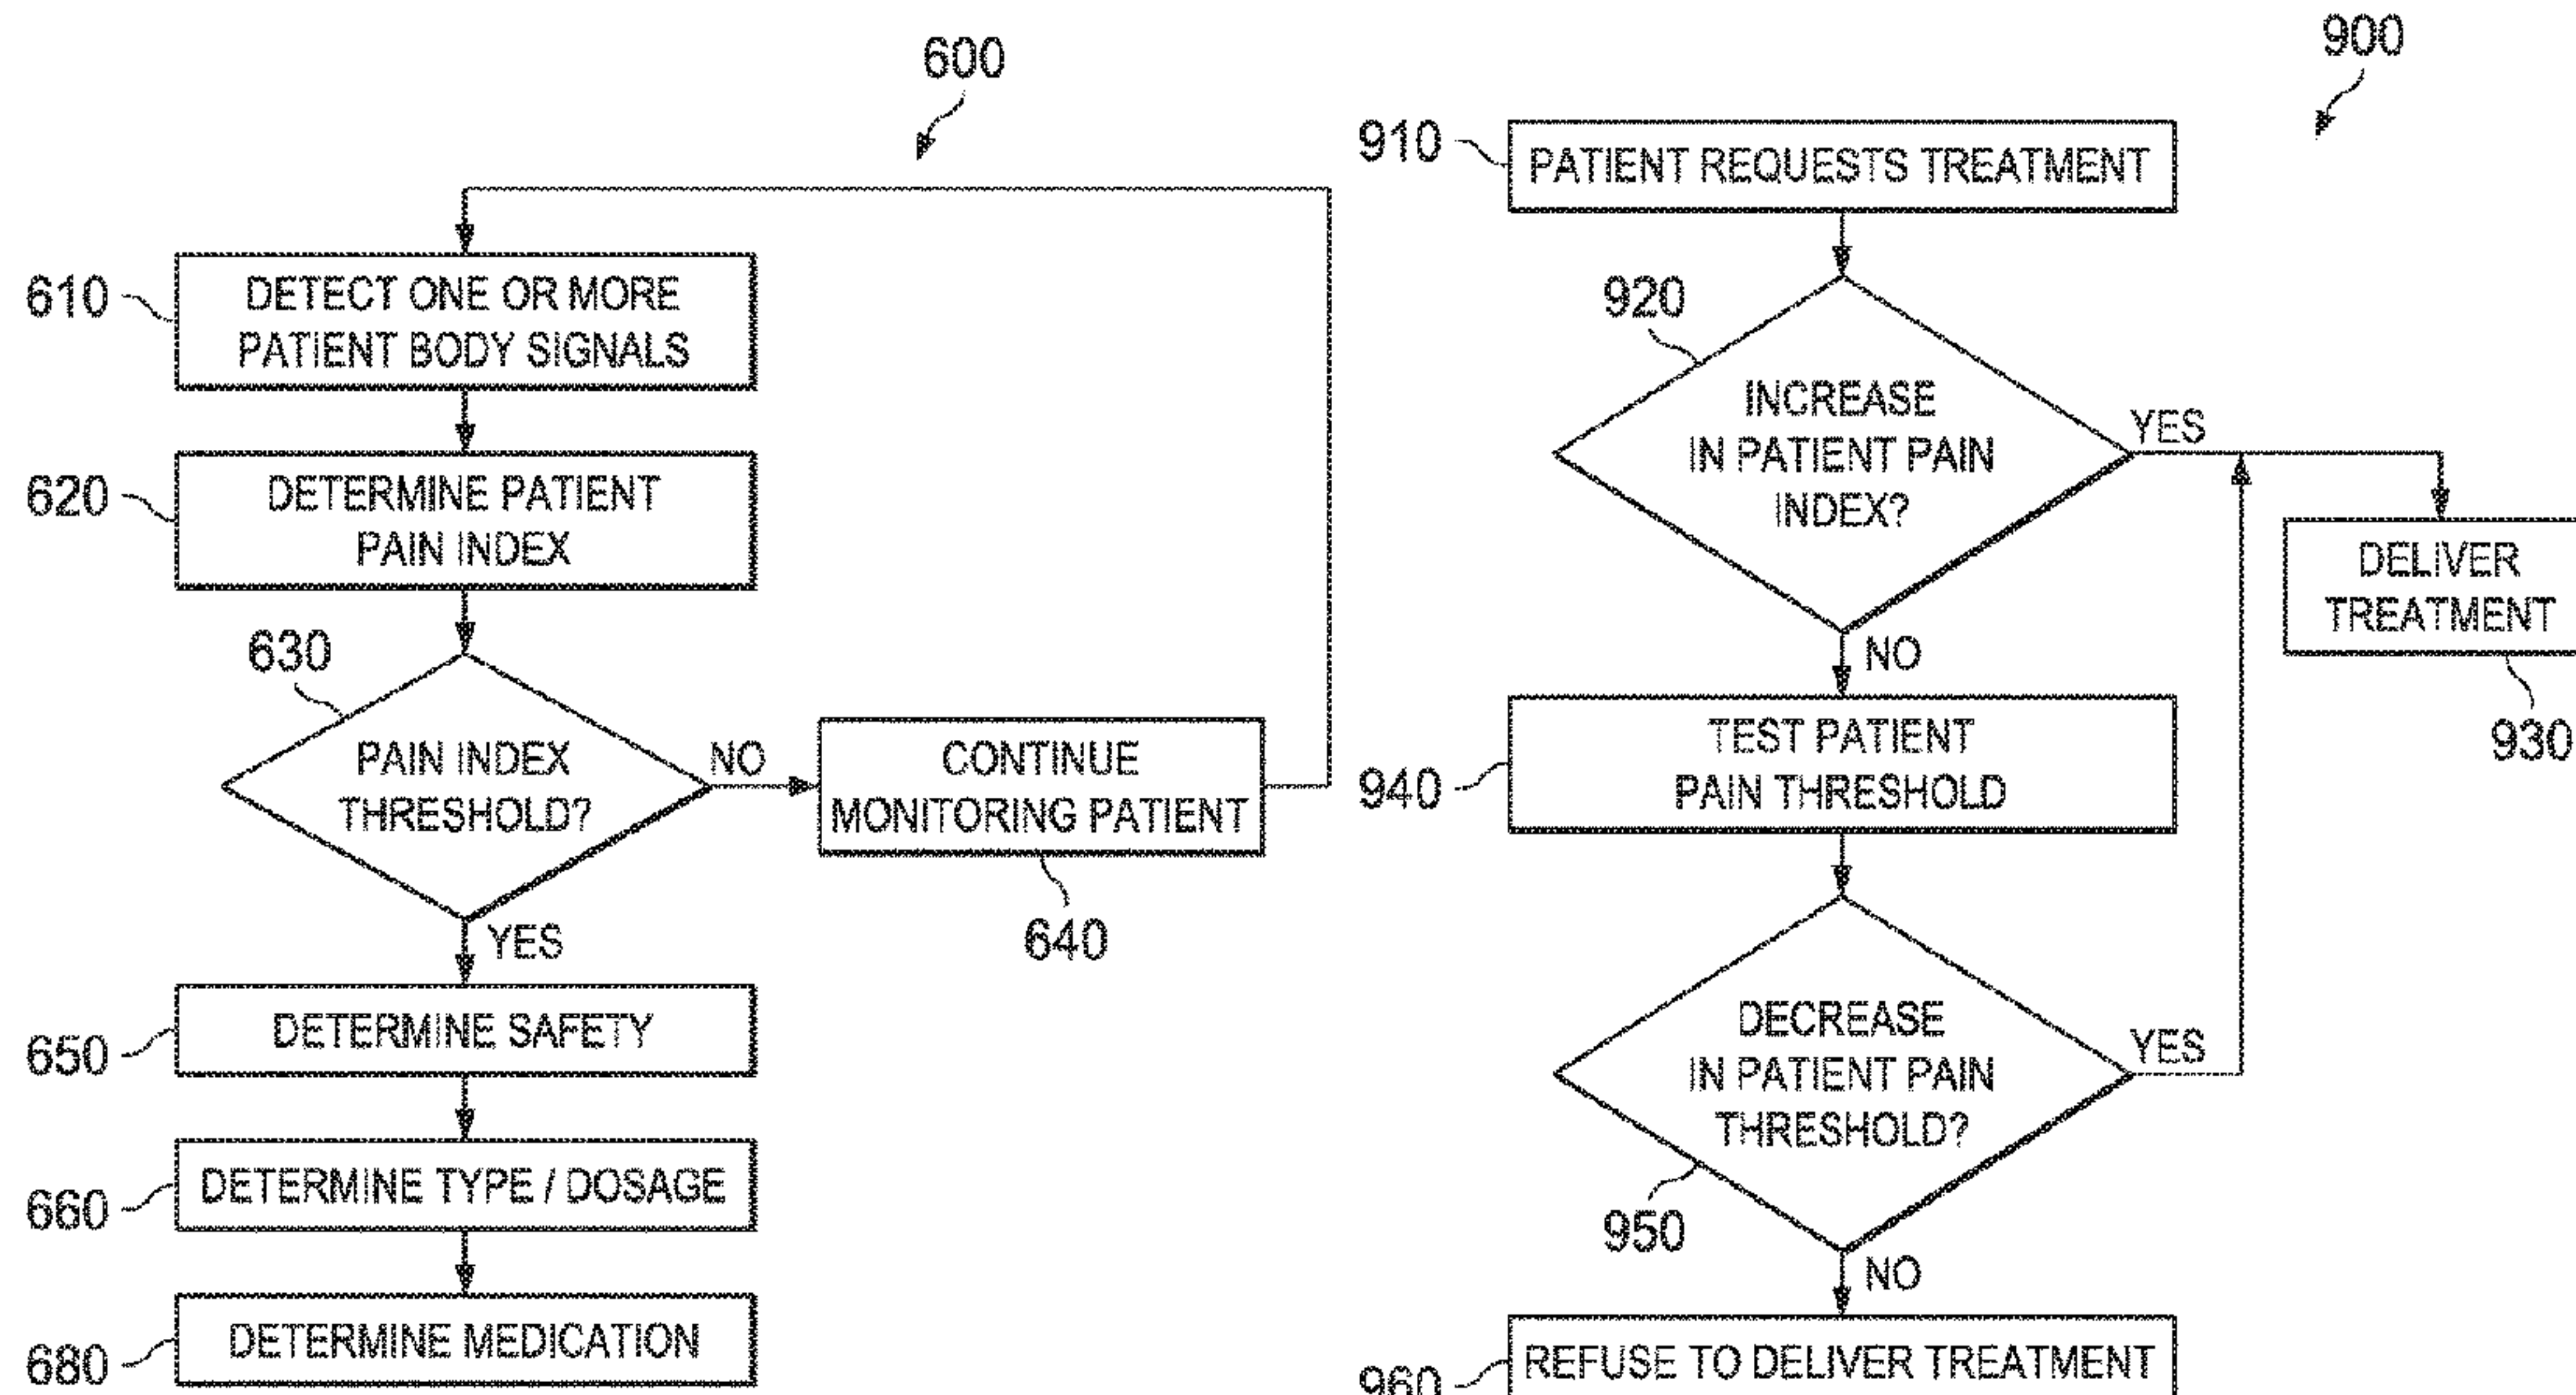 600
610
DETECT ONE OR MORE
PATIENT BODY SIGNALS
620
DETERMINE PATIENT
PAIN INDEX
630
PAIN INDEX
THRESHOLD?
NO
CONTINUE
MONITORING PATIENT
640
YES
650
DETERMINE SAFETY
660
DETERMINE TYPE / DOSAGE
680
DETERMINE MEDICATION
900
910
PATIENT REQUESTS TREATMENT
920
INCREASE
IN PATIENT PAIN
INDEX?
YES
DELIVER
TREATMENT
930
NO
940
TEST PATIENT
PAIN THRESHOLD
DECREASE
IN PATIENT PAIN
THRESHOLD?
YES
950
NO
960
REFUSE TO DELIVER TREATMENT